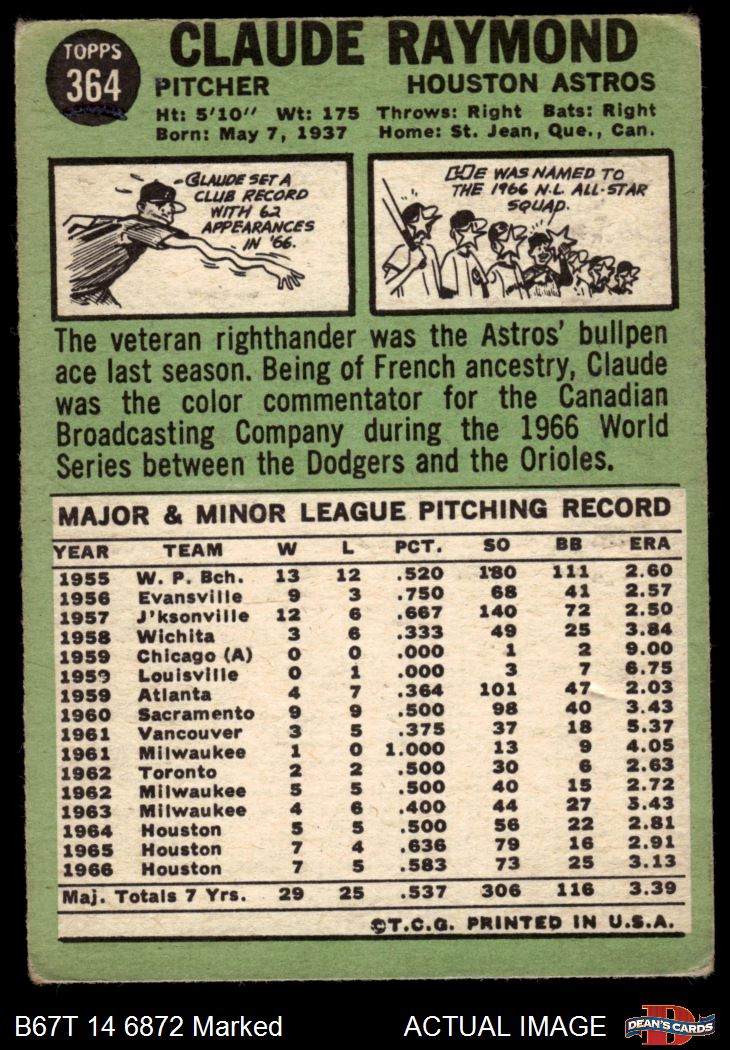 TOPPS
364
CLAUDE RAYMOND
PITCHER HOUSTON ASTROS
Ht: 5'10" Wt: 175 Throws: Right Bats: Right
Born: May 7, 1937 Home: St. Jean, Que., Can.
CLAUDE SET A
CLUB RECORD
WITH 62
APPEARANCES
IN '66.
HE WAS NAMED TO
THE 1966 N.L. ALL-STAR
SQUAD.
The veteran righthander was the Astros' bullpen
ace last season. Being of French ancestry, Claude
was the color commentator for the Canadian
Broadcasting Company during the 1966 World
Series between the Dodgers and the Orioles.
MAJOR & MINOR LEAGUE PITCHING RECORD
YEAR TEAM W L PCT. SO BB ERA
1955 W. P. Bch. 13 12 .520 180 111 2.60
1956 Evansville 9 3 .750 68 41 2.57
1957 J'ksonville 12 6 .667 140 72 2.50
1958 Wichita 3 6 .333 49 25 3.84
1959 Chicago (A) 0 0 .000 1 2 9.00
1959 Louisville 0 1 .000 3 7 6.75
1959 Atlanta 4 7 .364 101 47 2.03
1960 Sacramento 9 9 .500 98 40 3.43
1961 Vancouver 3 5 .375 37 18 5.37
1961 Milwaukee 1 0 1.000 13 9 4.05
1962 Toronto 2 2 .500 30 6 2.63
1962 Milwaukee 5 5 .500 40 15 2.72
1963 Milwaukee 4 6 .400 44 27 3.43
1964 Houston 5 5 .500 56 22 2.81
1965 Houston 7 4 .636 79 16 2.91
1966 Houston 7 5 .583 73 25 3.13
Maj. Totals 7 Yrs. 29 25 .537 306 116 3.39
©T.C.G. PRINTED IN U.S.A.
B67T 14 6872 Marked ACTUAL IMAGE DEAN'S CARDS